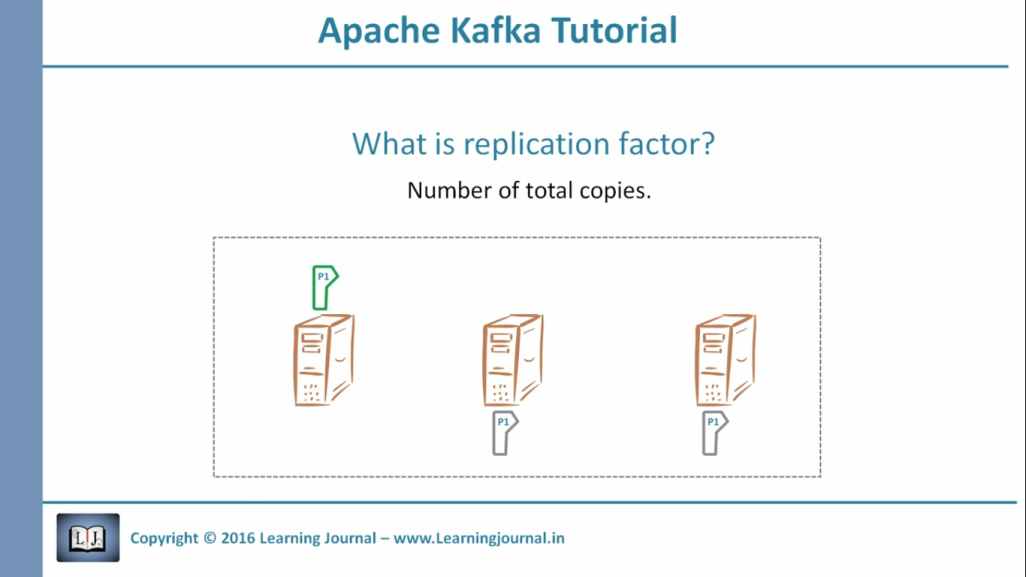 Apache Kafka Tutorial
What is replication factor?
Number of total copies.
P1
P1
P1
LJ
Copyright © 2016 Learning Journal – www.Learningjournal.in